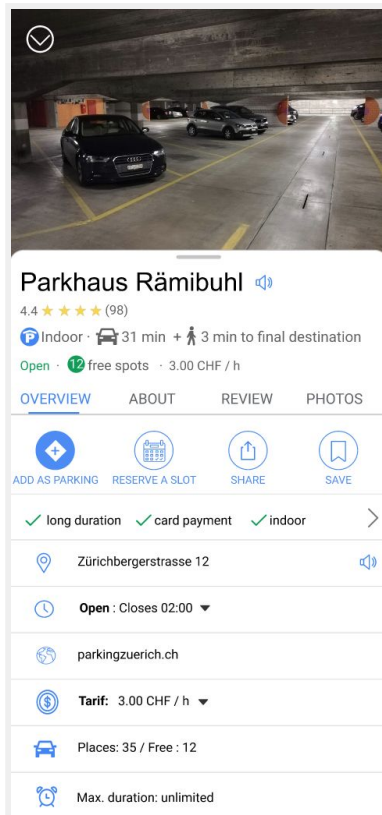 Parkhaus Rämibuhl
4.4 (98)
P Indoor · 31 min + 3 min to final destination
Open · 12 free spots · 3.00 CHF / h
OVERVIEW ABOUT REVIEW PHOTOS
ADD AS PARKING RESERVE A SLOT SHARE SAVE
long duration card payment indoor
Zürichbergerstrasse 12
Open : Closes 02:00
parkingzuerich.ch
$ Tarif: 3.00 CHF / h
Places: 35 / Free : 12
Max. duration: unlimited